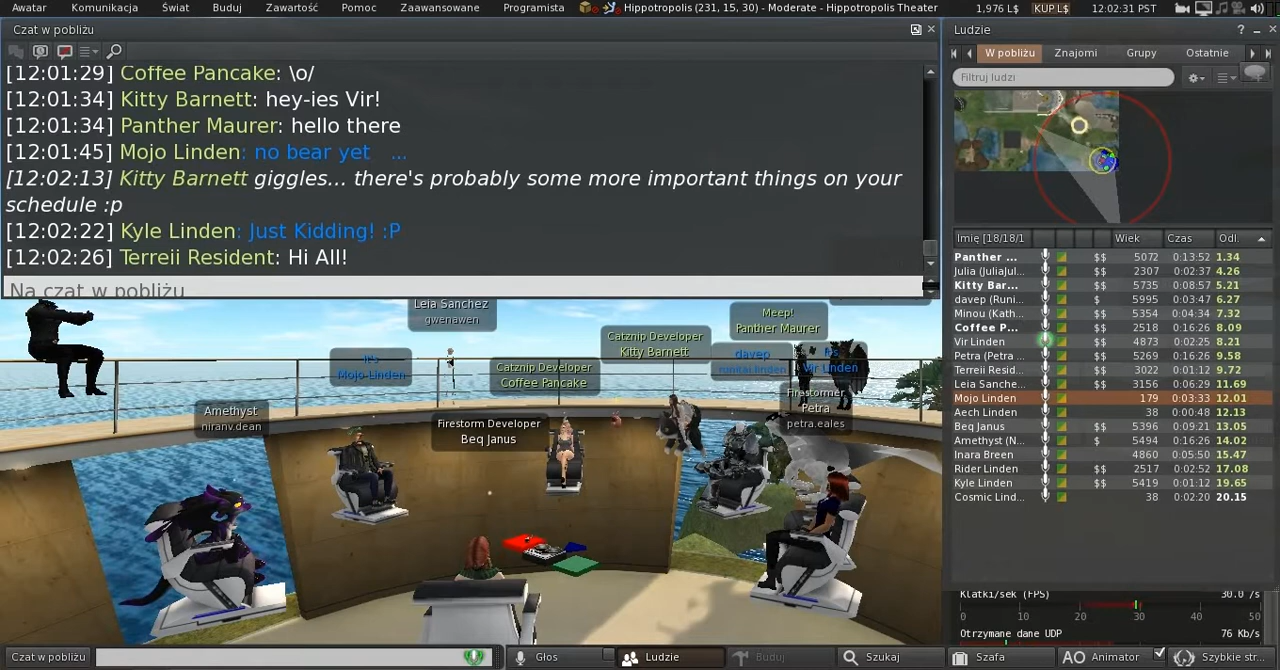 Awatar Komunikacja Świat Buduj Zawartość Pomoc Zaawansowane Programista Hippotropolis (231, 15, 30) - Moderate - Hippotropolis Theater 1,976 L$ KUP L$ 12:02:31 PST
Czat w pobliżu
[12:01:29] Coffee Pancake: \o/
[12:01:34] Kitty Barnett: hey-ies Vir!
[12:01:34] Panther Maurer: hello there
[12:01:45] Mojo Linden: no bear yet ...
[12:02:13] Kitty Barnett giggles... there's probably some more important things on your
schedule :p
[12:02:22] Kyle Linden: Just Kidding! :P
[12:02:26] Terreii Resident: Hi All!
Na czat w pobliżu
Ludzie
W pobliżu Znajomi Grupy Ostatnie
Filtruj ludzi
Imię [18/18/1 Wiek Czas Odl.
Panther ... $$ 5072 0:13:52 1.34
Julia (JuliaJul... $$ 2307 0:02:37 4.26
Kitty Bar... $$ 5735 0:08:57 5.21
davep (Runi... $ 5995 0:03:47 6.27
Minou (Kath... $$ 5354 0:04:34 7.32
Coffee P... $$ 2518 0:16:26 8.09
Vir Linden $$ 4873 0:02:25 8.21
Petra (Petra ... $$ 5269 0:16:26 9.58
Terreii Resid... $$ 3022 0:01:12 9.72
Leia Sanche... $$ 3156 0:06:29 11.69
Mojo Linden 179 0:03:33 12.01
Aech Linden 38 0:00:48 12.13
Beq Janus $$ 5396 0:09:21 13.05
Amethyst (N... $ 5494 0:16:26 14.02
Inara Breen 4860 0:05:50 15.47
Rider Linden $$ 2517 0:02:52 17.08
Kyle Linden $$ 5419 0:01:12 19.65
Cosmic Lind... 38 0:02:20 20.15
Leia Sanchez
gwenawen
Meep!
Panther Maurer
Catznip Developer
Kitty Barnett
davep
It's
Vir Linden
It's
Mojo Linden
Catznip Developer
Coffee Pancake
Firestormer
Petra
petra.eales
Amethyst
niranv.dean
Firestorm Developer
Beq Janus
Klatki/sek (FPS) 30.0 /s
0 10 20 30 40 50
Otrzymane dane UDP 76 Kb/s
Czat w pobliżu Głos Ludzie Buduj Szukaj Szafa AO Animator Szybkie str...